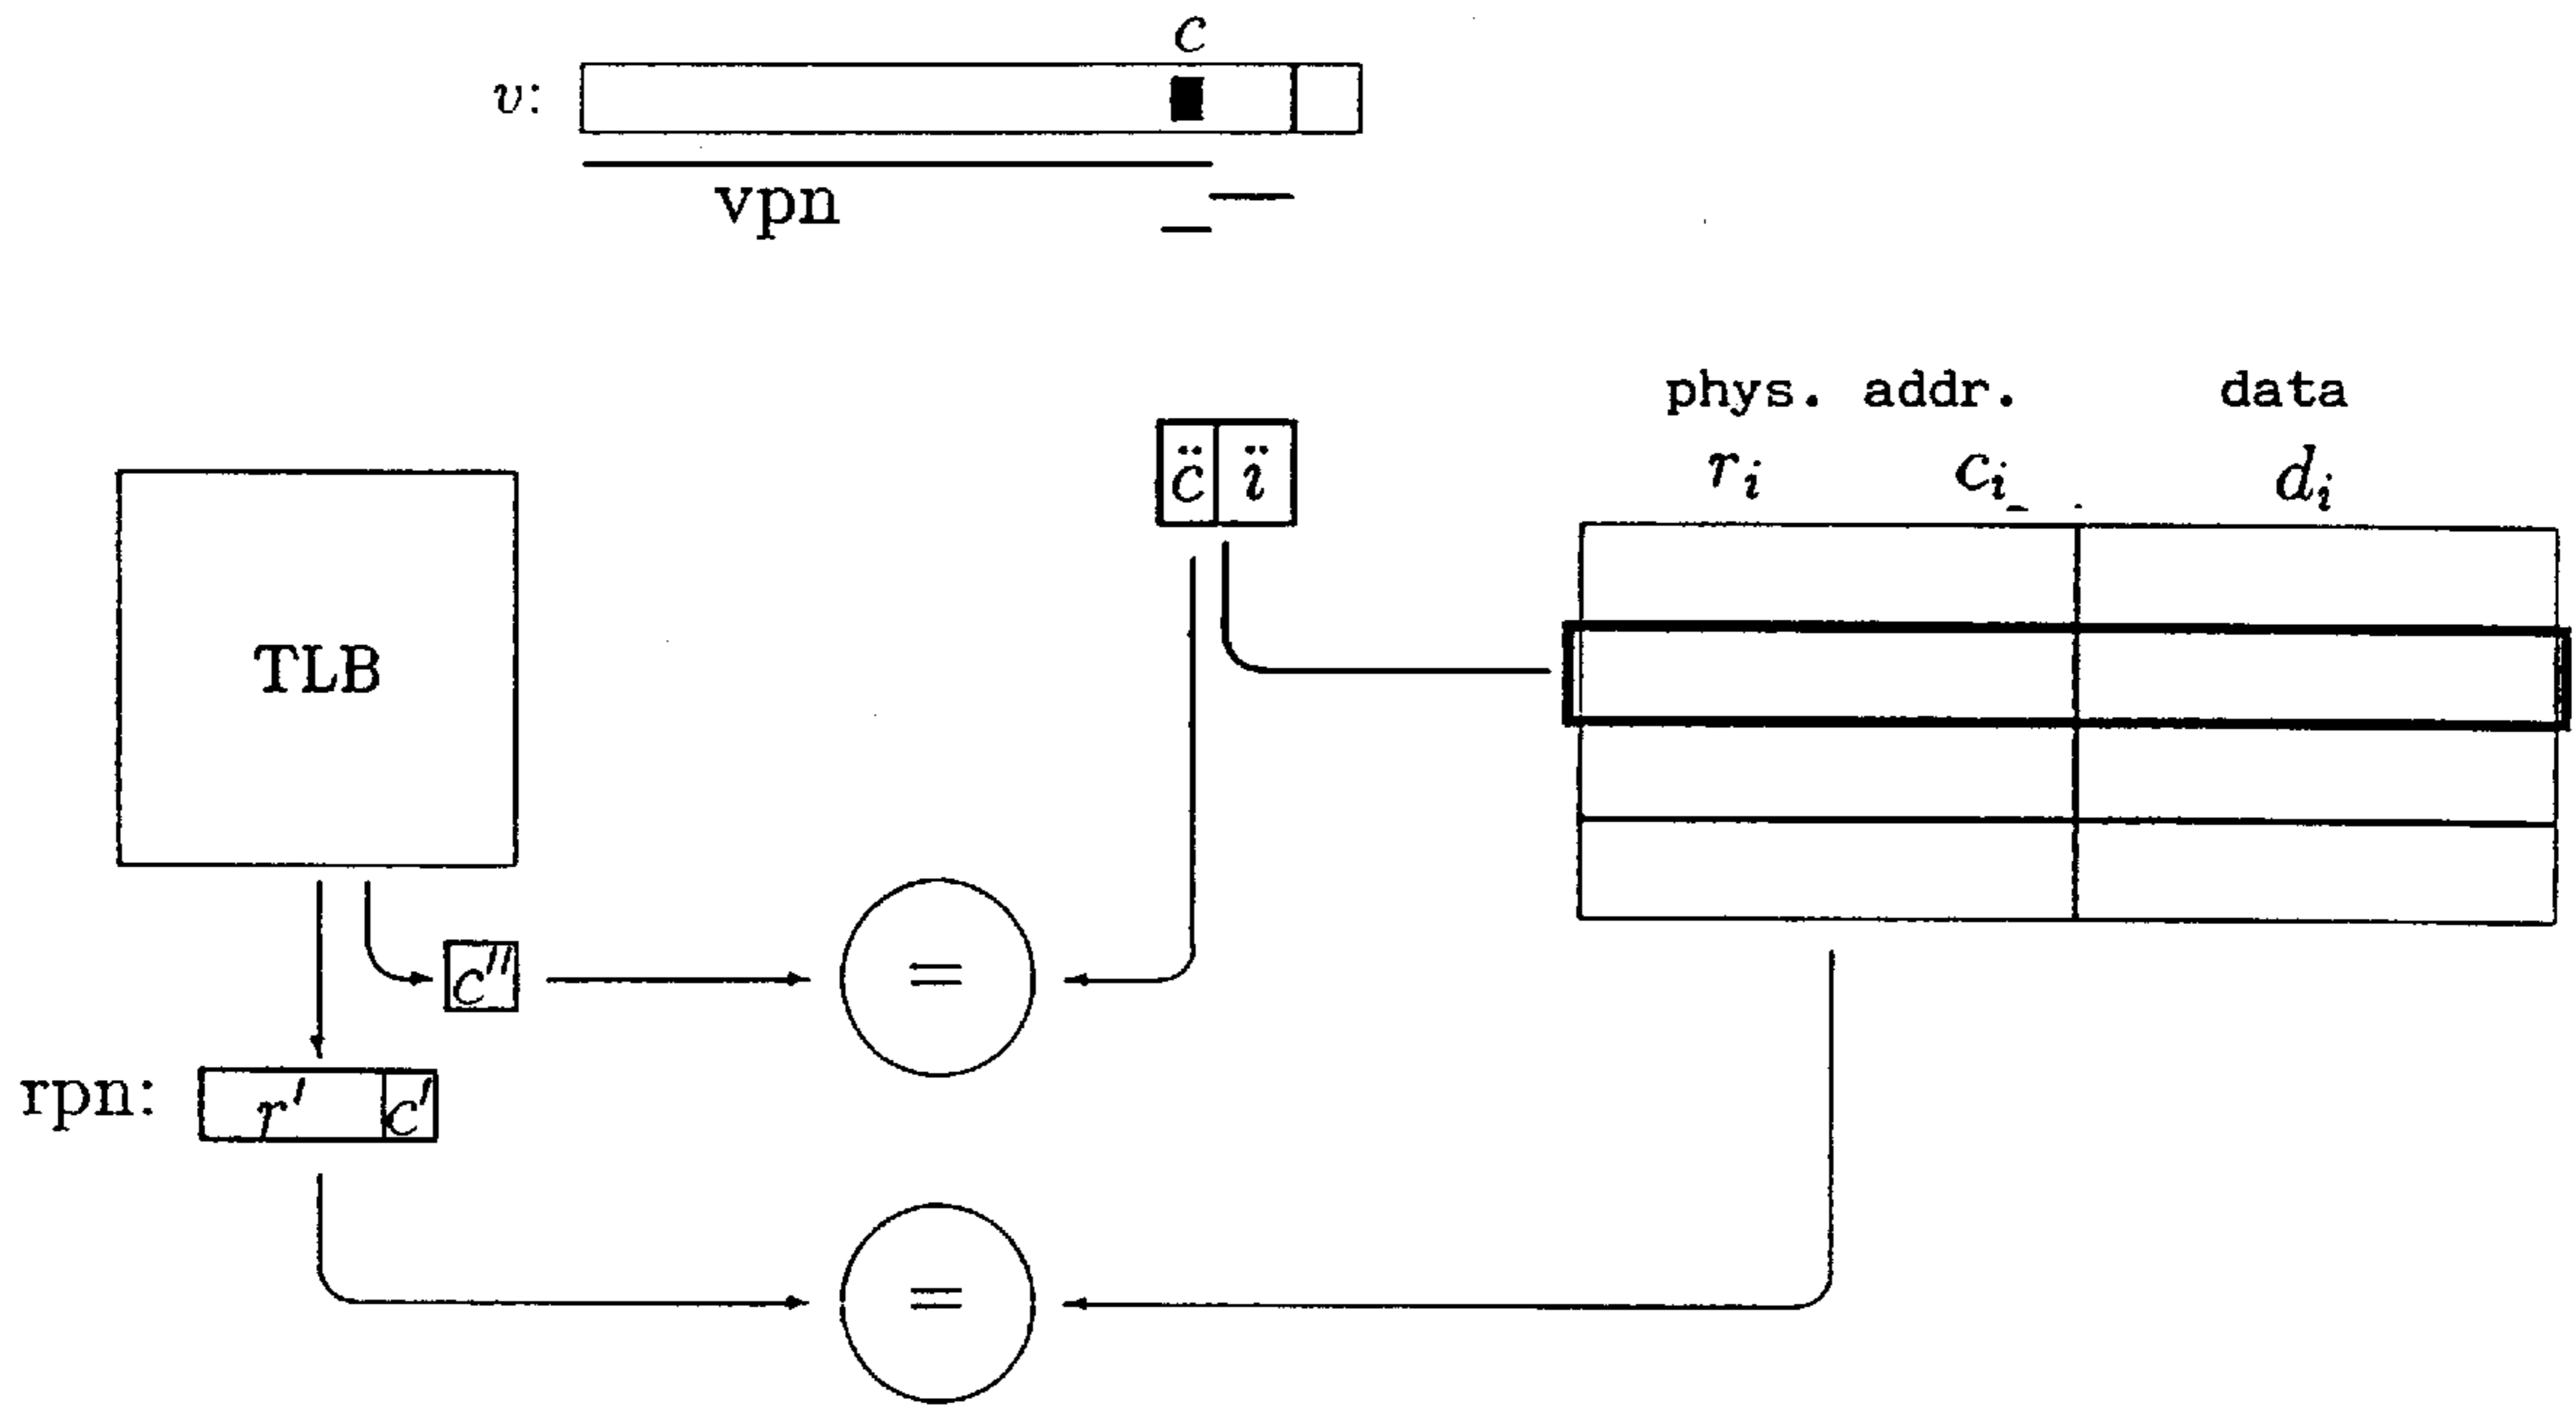 c
v:
vpn
phys. addr. data
r_i c_i d_i
c̈ ï
TLB
c″ = 
rpn: r′ c′
=